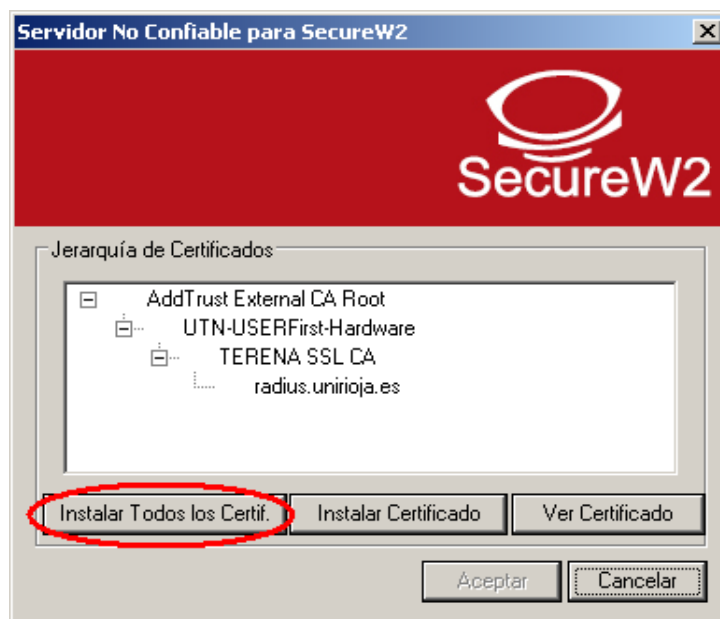 Servidor No Confiable para SecureW2
SecureW2
Jerarquía de Certificados
AddTrust External CA Root
UTN-USERFirst-Hardware
TERENA SSL CA
radius.unirioja.es
Instalar Todos los Certif. Instalar Certificado Ver Certificado
Aceptar Cancelar